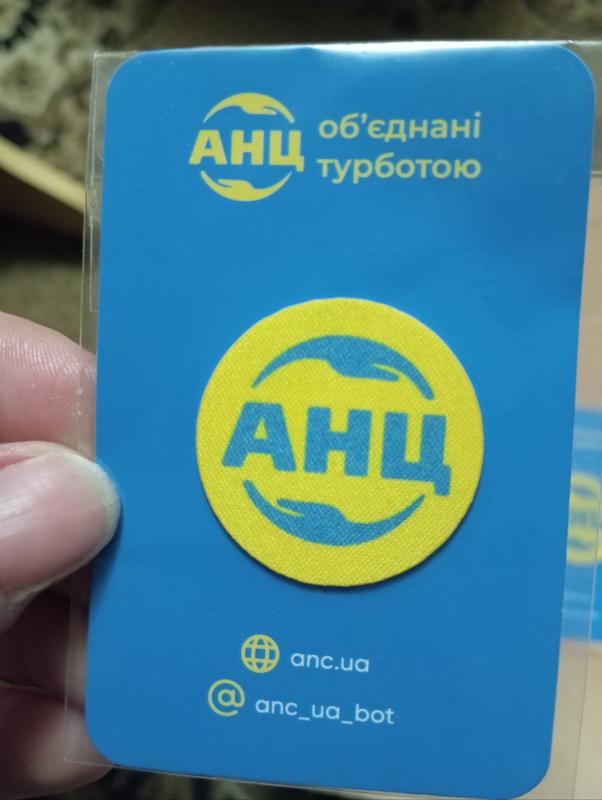 АНЦ
об’єднані
турботою
АНЦ
anc.ua
@ anc_ua_bot